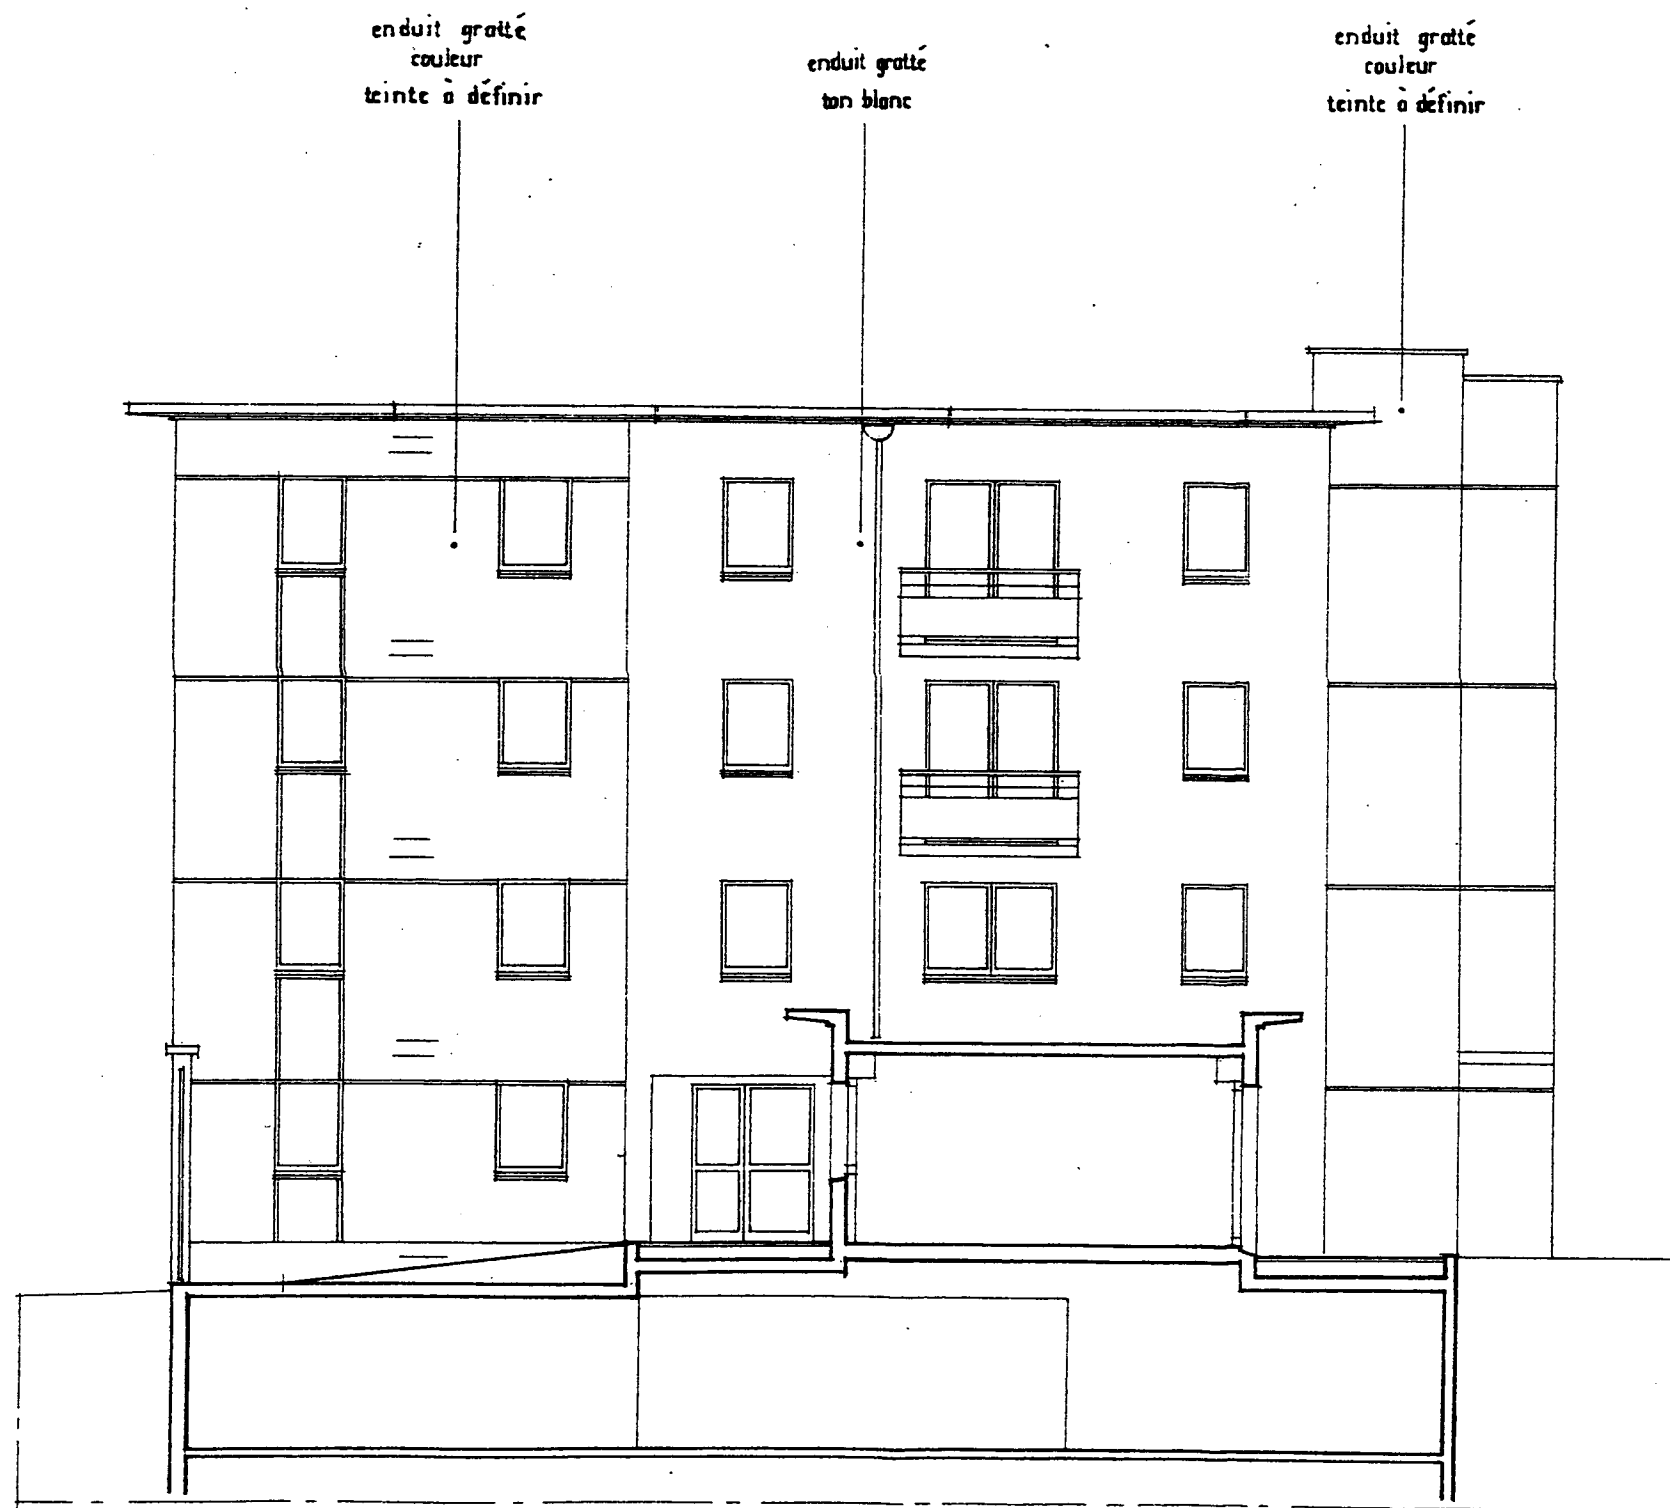 enduit gratté
couleur
teinte à définir
enduit gratté
ton blanc
enduit gratté
couleur
teinte à définir